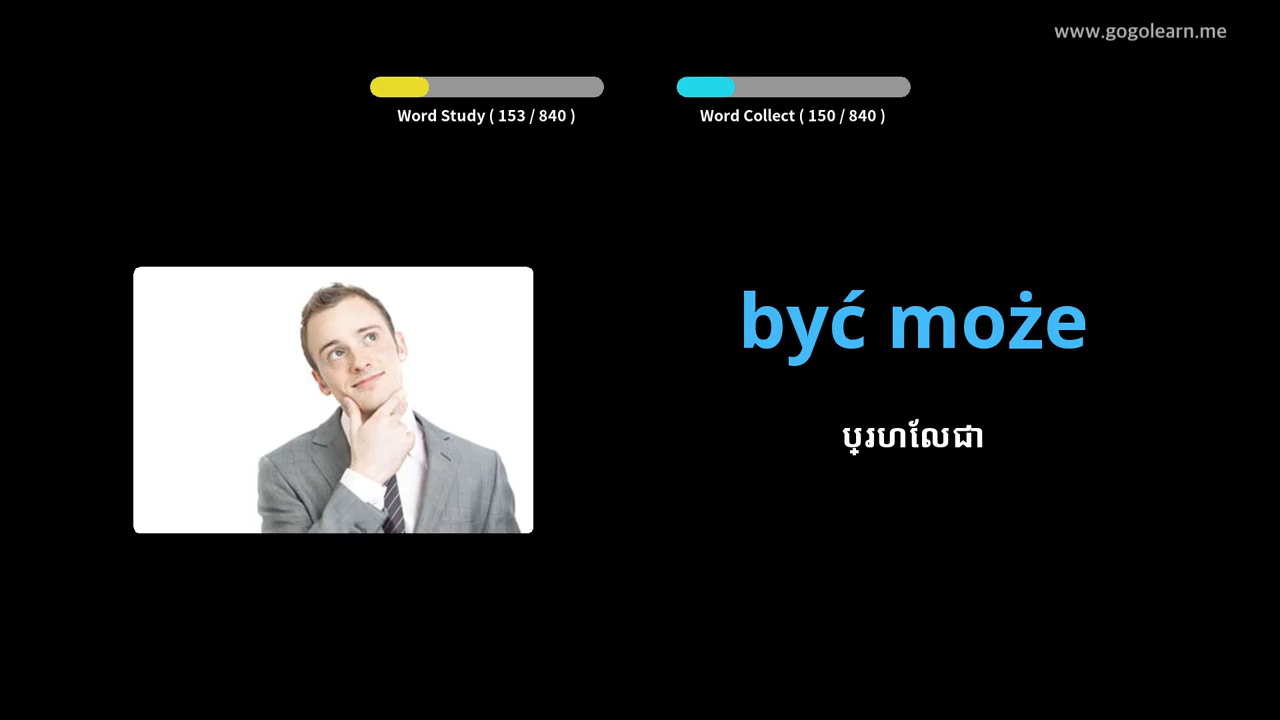 www.gogolearn.me
Word Study ( 153 / 840 )
Word Collect ( 150 / 840 )
być może
ប្រហលែជា